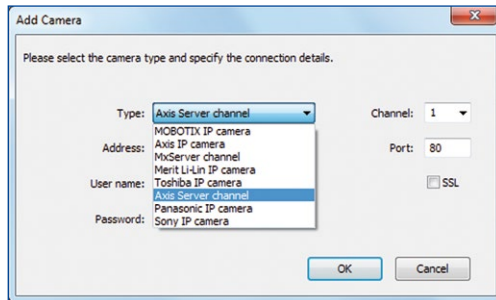 Add Camera
Please select the camera type and specify the connection details.
Type: Axis Server channel Channel: 1
MOBOTIX IP camera
Axis IP camera
Address: MxServer channel Port: 80
Merit Li-Lin IP camera
User name: Toshiba IP camera SSL
Axis Server channel
Panasonic IP camera
Password: Sony IP camera
OK Cancel